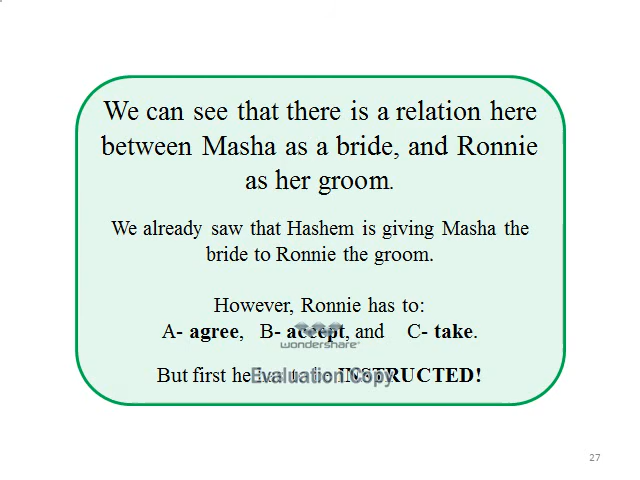 We can see that there is a relation here
between Masha as a bride, and Ronnie
as her groom.
We already saw that Hashem is giving Masha the
bride to Ronnie the groom.
However, Ronnie has to:
A- agree, B- accept, and C- take.
wondershare
But first he INSTRUCTED!
Evaluation Copy
27